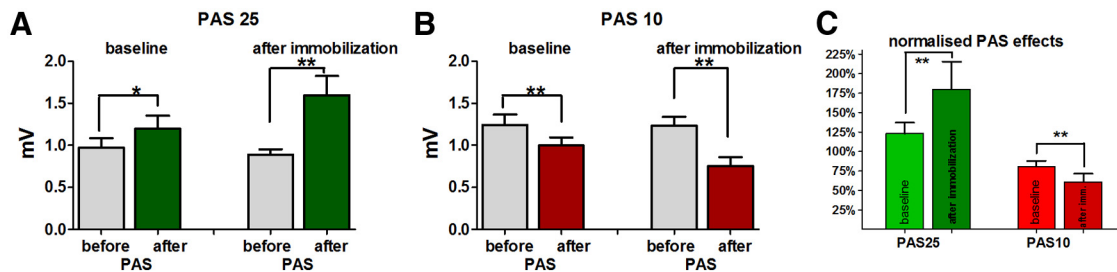 A
PAS 25
baseline
after immobilization
*
**
mV
2.0
1.5
1.0
0.5
0.0
before after before after
PAS PAS
B
PAS 10
baseline
after immobilization
**
**
mV
2.0
1.5
1.0
0.5
0.0
before after before after
PAS PAS
C
normalised PAS effects
225%
200%
175%
150%
125%
100%
75%
50%
25%
**
**
baseline
after immobilization
baseline
after imm.
PAS25 PAS10